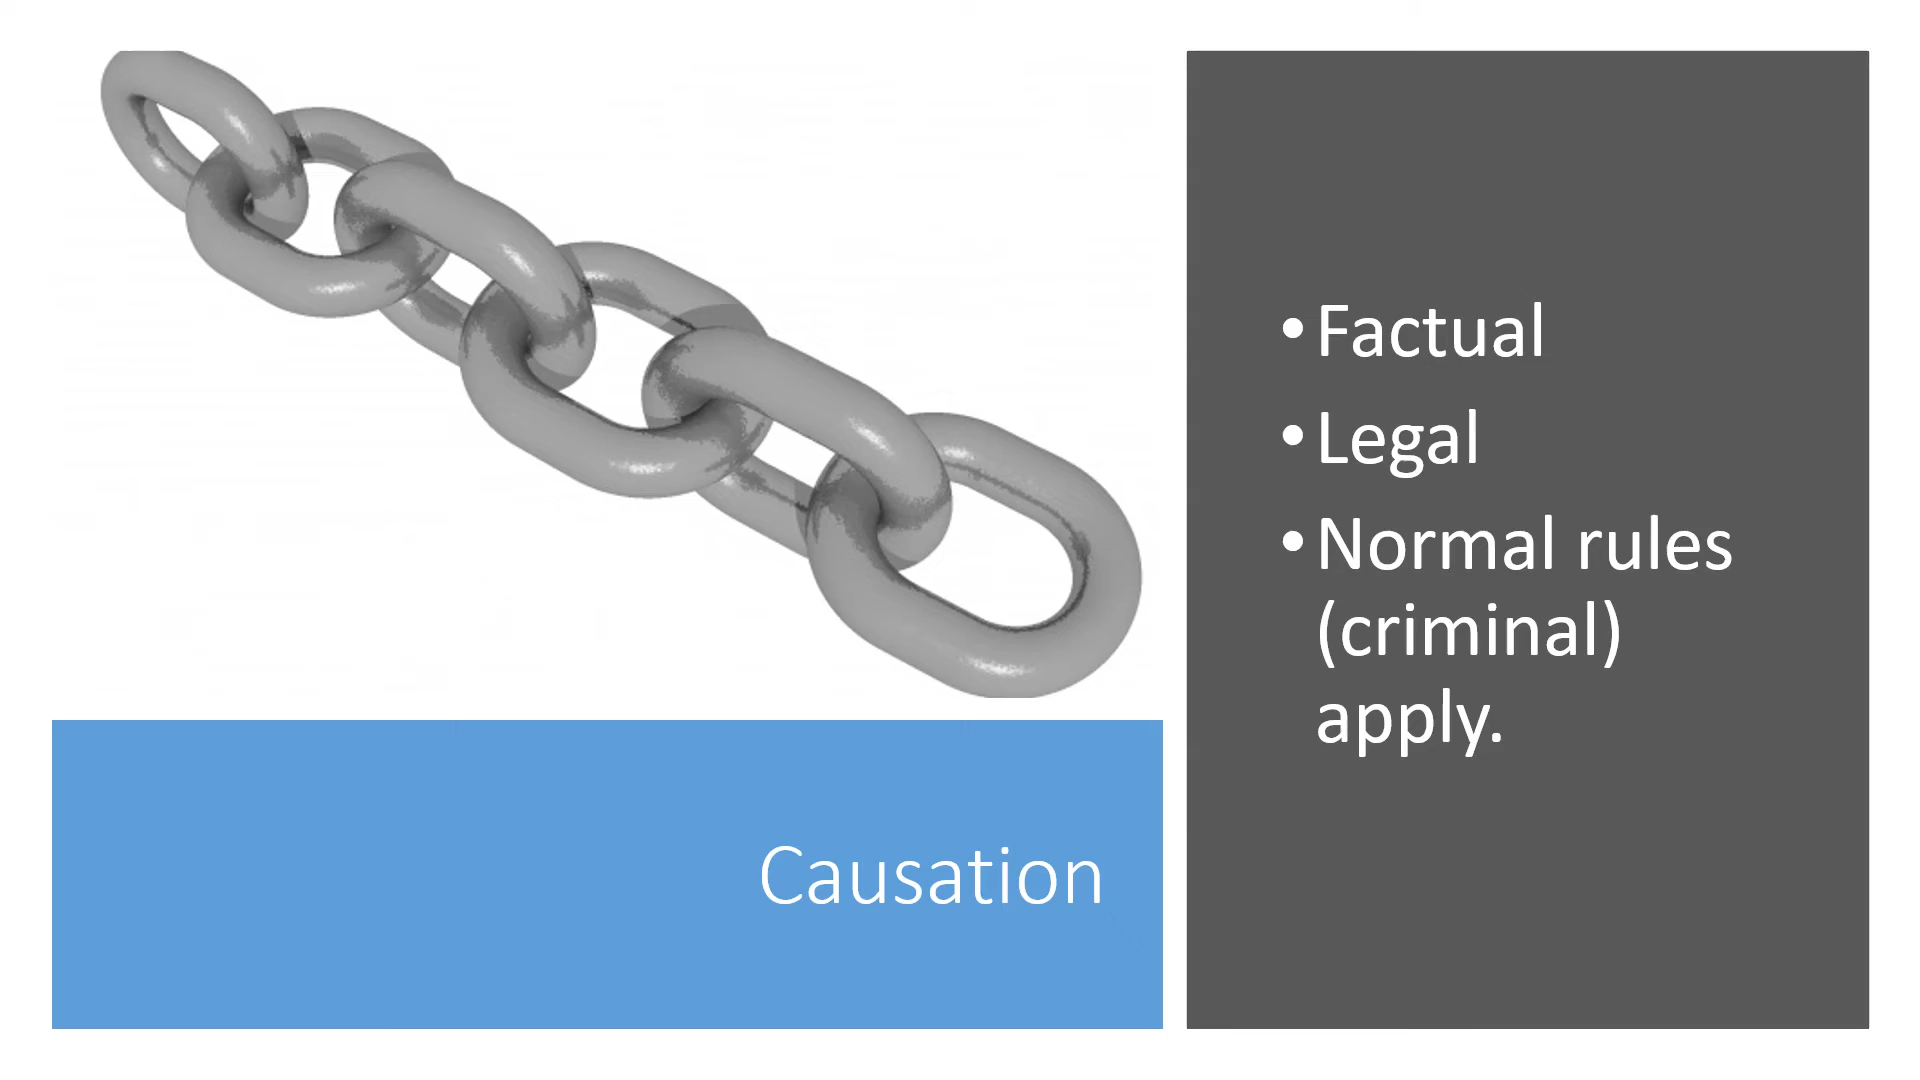 • Factual
• Legal
• Normal rules
(criminal)
apply.
Causation